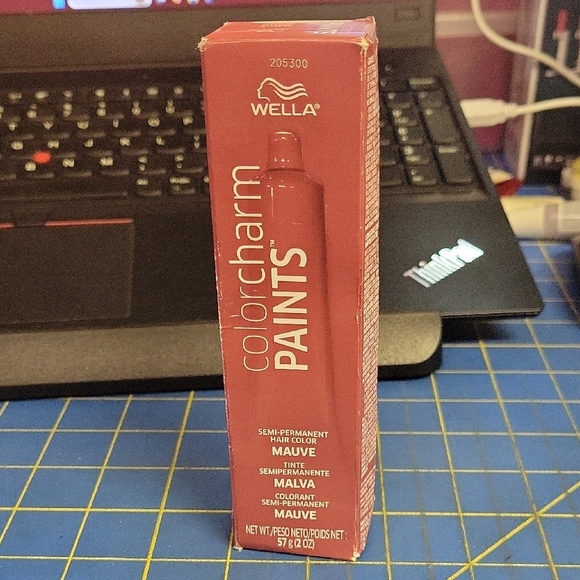 205300
WELLA®
colorcharm
PAINTS™
SEMI-PERMANENT
HAIR COLOR
MAUVE
TINTE
SEMIPERMANENTE
MALVA
COLORANT
SEMI-PERMANENT
MAUVE
NET WT/PESO NETO/POIDS NET:
57 g (2 OZ)
ThinkPad